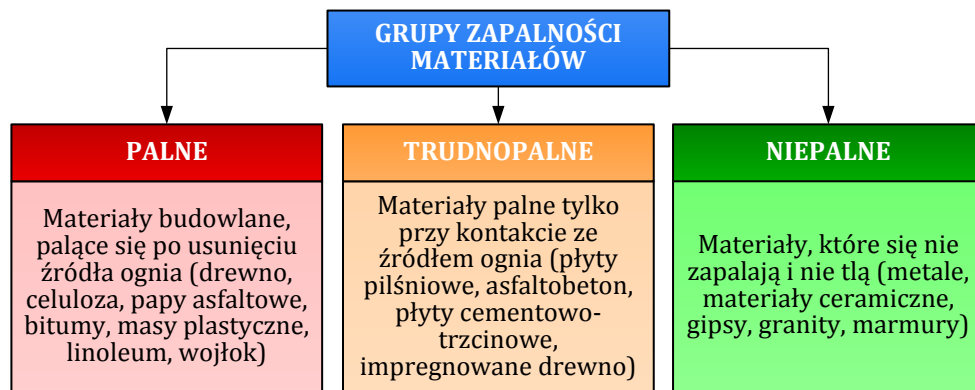 GRUPY ZAPALNOŚCI
MATERIAŁÓW
PALNE
Materiały budowlane,
palące się po usunięciu
źródła ognia (drewno,
celuloza, papy asfaltowe,
bitumy, masy plastyczne,
linoleum, wojłok)
TRUDNOPALNE
Materiały palne tylko
przy kontakcie ze
źródłem ognia (płyty
pilśniowe, asfaltobeton,
płyty cementowo-
trzcinowe,
impregnowane drewno)
NIEPALNE
Materiały, które się nie
zapalają i nie tlą (metale,
materiały ceramiczne,
gipsy, granity, marmury)